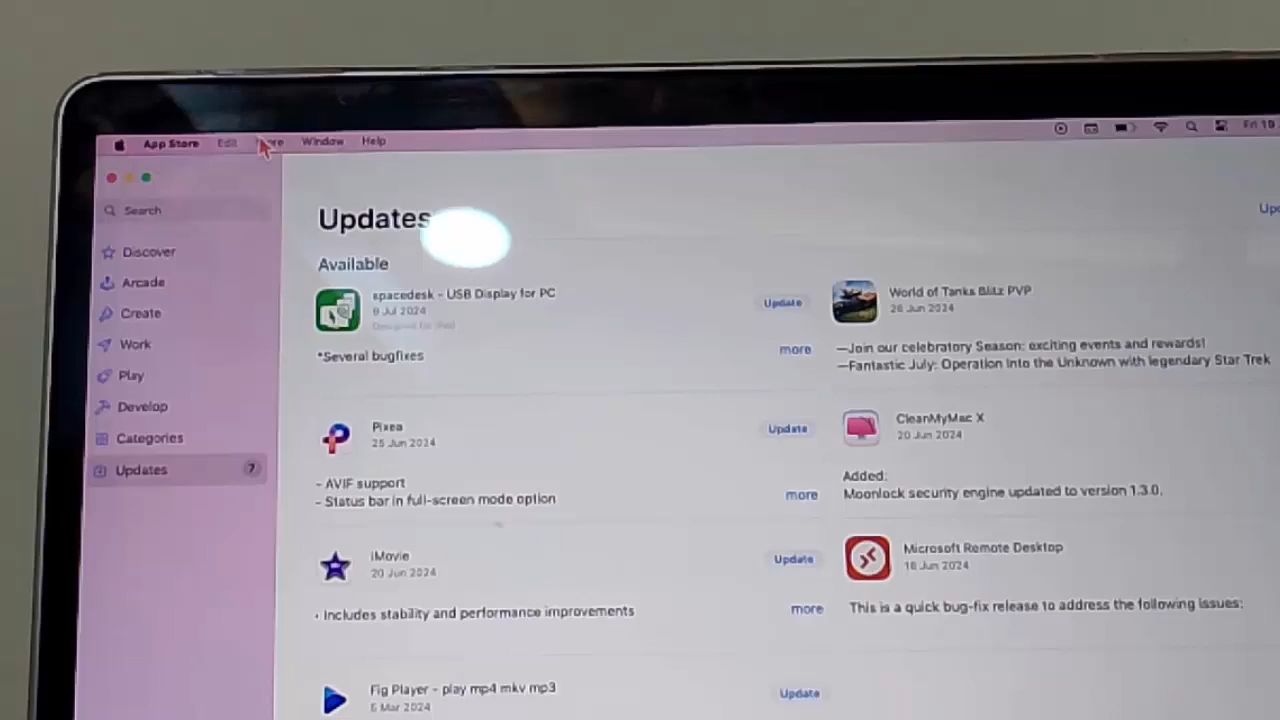 App Store Edit Window Help Fri 19
Search
Discover
Arcade
Create
Work
Play
Develop
Categories
Updates 7
Updates
Available
spacedesk - USB Display for PC
9 Jul 2024
Designed for iPad
Update
*Several bugfixes
more
World of Tanks Blitz PVP
26 Jun 2024
—Join our celebratory Season: exciting events and rewards!
—Fantastic July: Operation Into the Unknown with legendary Star Trek
Pixea
25 Jun 2024
Update
- AVIF support
- Status bar in full-screen mode option
more
CleanMyMac X
20 Jun 2024
Added:
Moonlock security engine updated to version 1.3.0.
iMovie
20 Jun 2024
Update
• Includes stability and performance improvements
more
Microsoft Remote Desktop
18 Jun 2024
This is a quick bug-fix release to address the following issues:
Fig Player - play mp4 mkv mp3
5 Mar 2024
Update